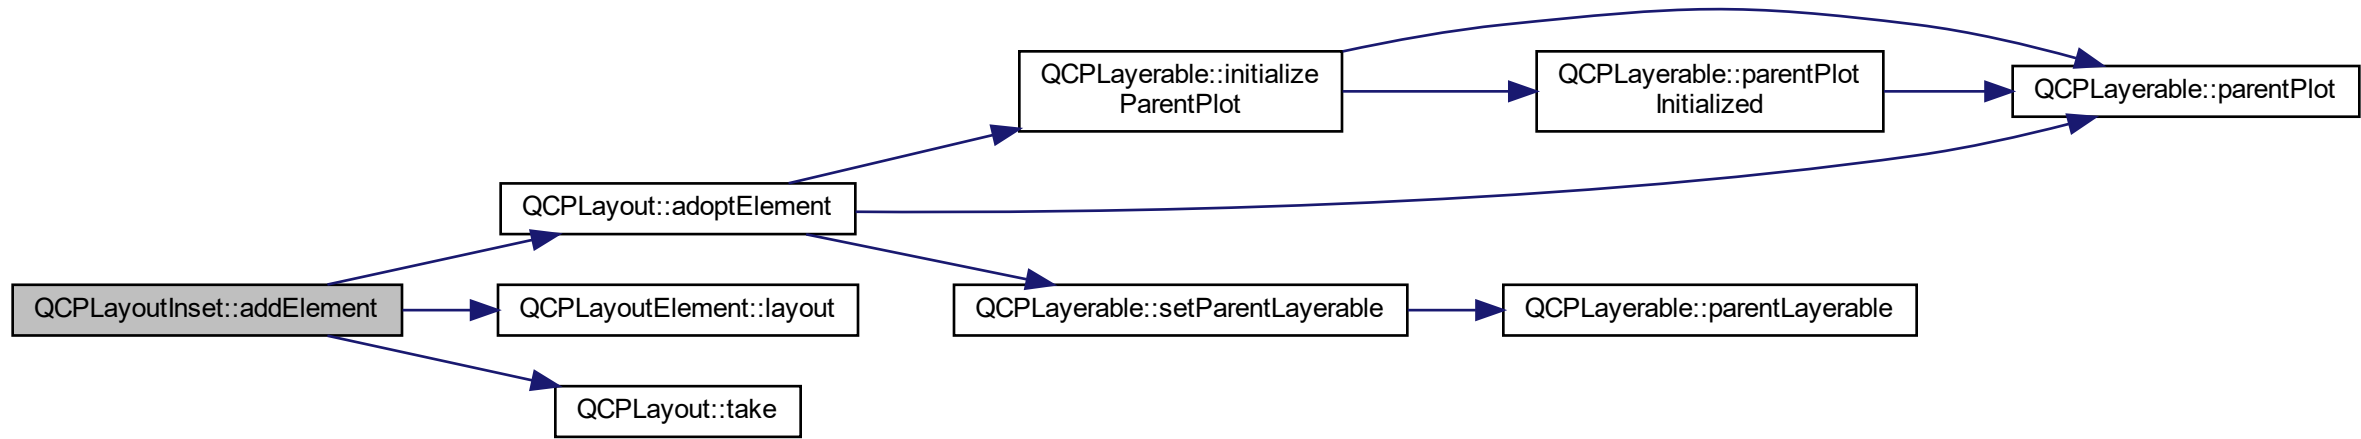 QCPLayoutInset::addElement
QCPLayout::adoptElement
QCPLayoutElement::layout
QCPLayout::take
QCPLayerable::initialize
ParentPlot
QCPLayerable::setParentLayerable
QCPLayerable::parentPlot
Initialized
QCPLayerable::parentLayerable
QCPLayerable::parentPlot